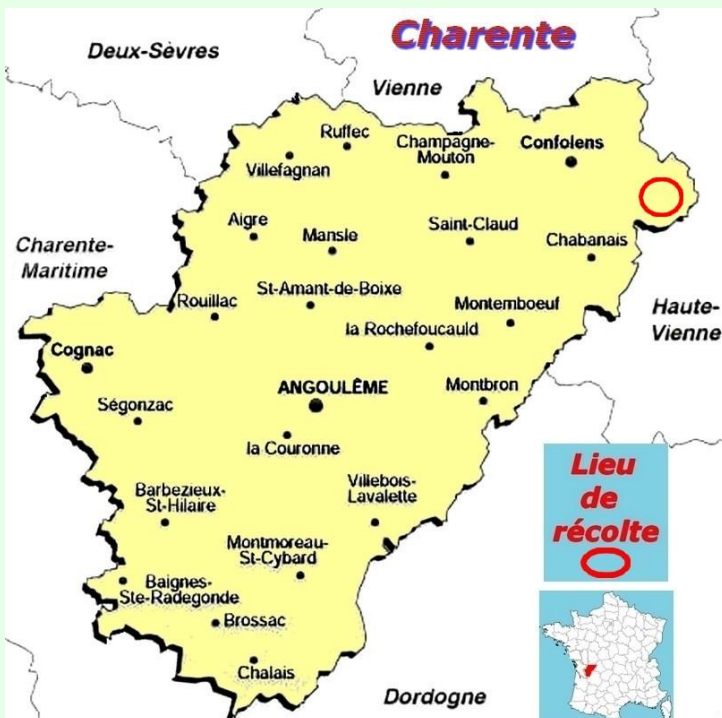 Charente
Deux-Sèvres
Vienne
Ruffec
Champagne-
Mouton
Confolens
Villefagnan
Aigre
Mansle
Saint-Claud
Chabanais
Charente-
Maritime
Rouillac
St-Amant-de-Boixe
Montemboeuf
Haute-
Vienne
la Rochefoucauld
Cognac
ANGOULÊME
Montbron
Ségonzac
la Couronne
Lieu
de
récolte
Barbezieux-
St-Hilaire
Villebois-
Lavalette
Montmoreau-
St-Cybard
Baignes-
Ste-Radegonde
Brossac
Chalais
Dordogne